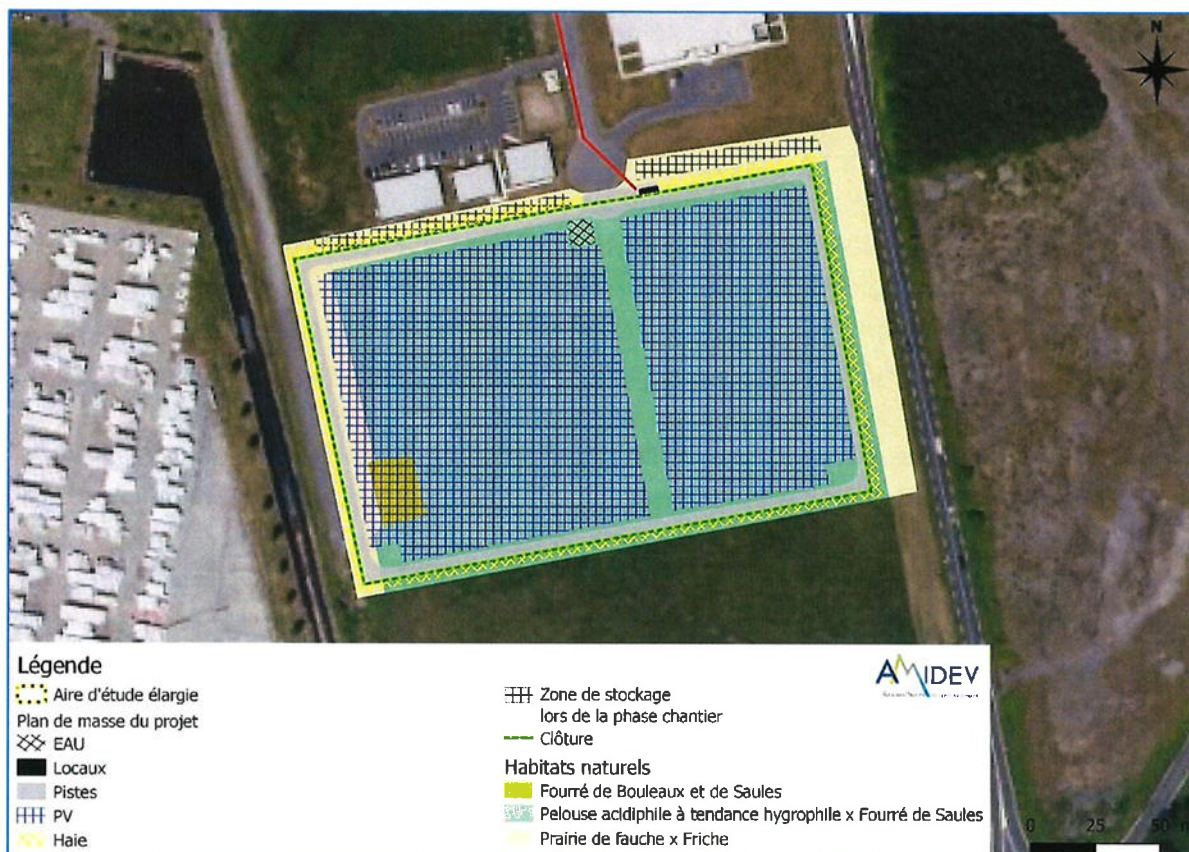 N
Légende
Aire d'étude élargie
Plan de masse du projet
EAU
Locaux
Pistes
PV
Haie
Zone de stockage
lors de la phase chantier
Clôture
Habitats naturels
Fourré de Bouleaux et de Saules
Pelouse acidiphile à tendance hygrophile x Fourré de Saules
Prairie de fauche x Friche
AMIDEV
0 25 50 m